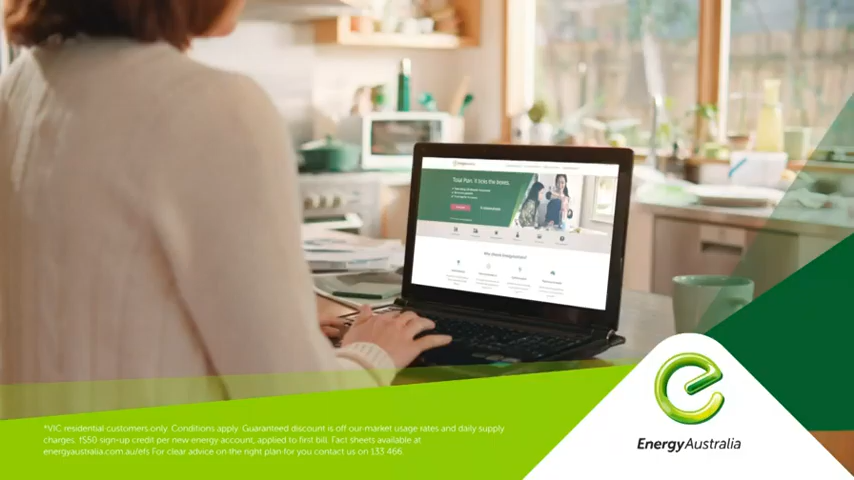 Total Plan. It ticks the boxes.
*VIC residential customers only. Conditions apply. Guaranteed discount is off our market usage rates and daily supply
charges. †$50 sign-up credit per new energy account, applied to first bill. Fact sheets available at
energyaustralia.com.au/efs For clear advice on the right plan for you contact us on 133 466.
EnergyAustralia